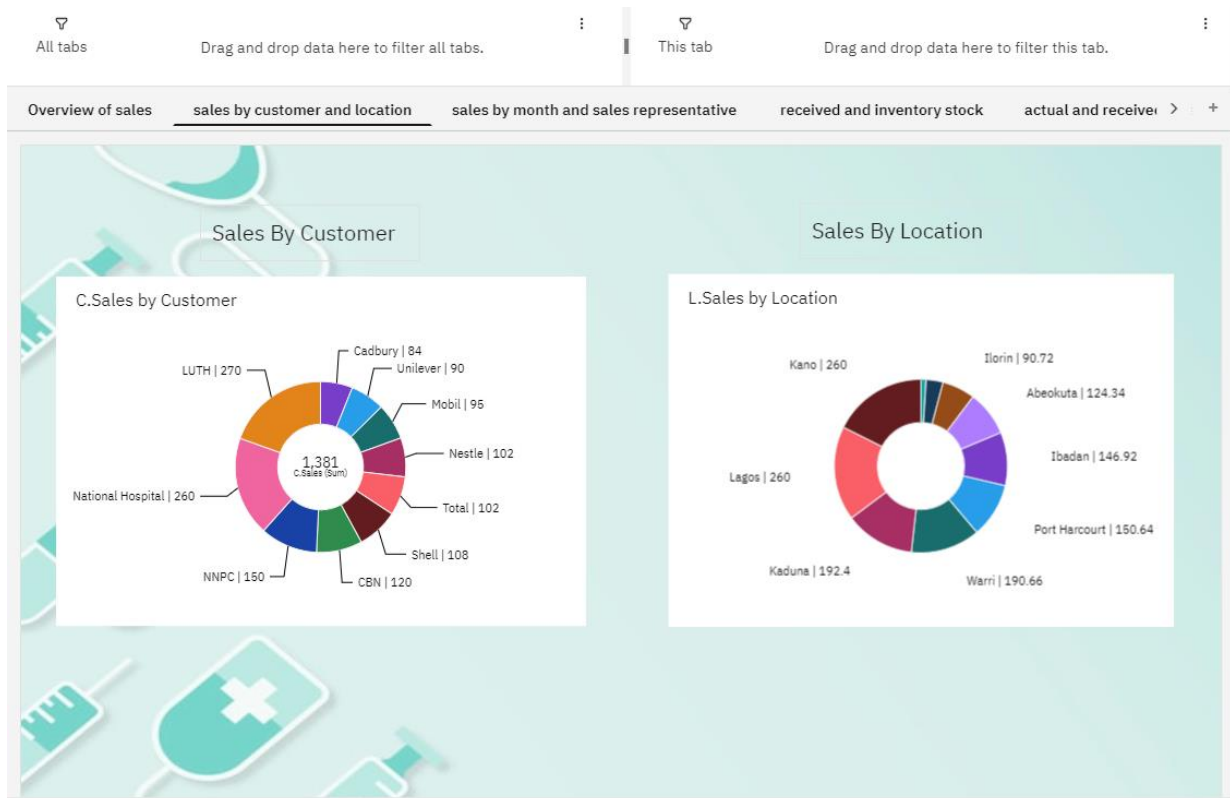 All tabs
Drag and drop data here to filter all tabs.
This tab
Drag and drop data here to filter this tab.
Overview of sales
sales by customer and location
sales by month and sales representative
received and inventory stock
actual and receive
Sales By Customer
C.Sales by Customer
Cadbury | 84
Unilever | 90
LUTH | 270
Mobil | 95
Nestle | 102
1,381
C.Sales (Sum)
National Hospital | 260
Total | 102
Shell | 108
NNPC | 150
CBN | 120
Sales By Location
L.Sales by Location
Ilorin | 90.72
Kano | 260
Abeokuta | 124.34
Ibadan | 146.92
Lagos | 260
Port Harcourt | 150.64
Kaduna | 192.4
Warri | 190.66